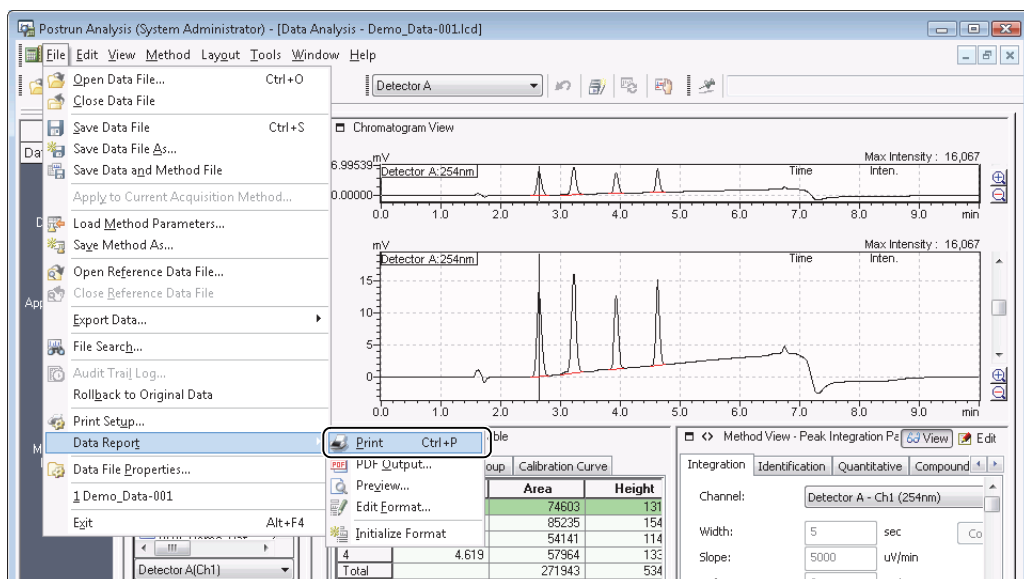 Postrun Analysis (System Administrator) - [Data Analysis - Demo_Data-001.lcd]
File Edit View Method Layout Tools Window Help
Detector A
Open Data File... Ctrl+O
Close Data File
Save Data File Ctrl+S
Save Data File As...
Save Data and Method File
Apply to Current Acquisition Method...
Load Method Parameters...
Save Method As...
Open Reference Data File...
Close Reference Data File
Export Data...
File Search...
Audit Trail Log...
Rollback to Original Data
Print Setup...
Data Report
Data File Properties...
1 Demo_Data-001
Exit Alt+F4
Print Ctrl+P
PDF Output...
Preview...
Edit Format...
Initialize Format
Chromatogram View
mV Max Intensity : 16,067
6.99539 Detector A:254nm Time Inten.
0.00000
0.0 1.0 2.0 3.0 4.0 5.0 6.0 7.0 8.0 9.0 min
mV Max Intensity : 16,067
Detector A:254nm Time Inten.
15
10
5
0
0.0 1.0 2.0 3.0 4.0 5.0 6.0 7.0 8.0 9.0 min
Calibration Curve
Area Height
74603 131
85235 154
54141 114
4 4.619 57964 133
Total 271943 534
Detector A(Ch1)
Method View - Peak Integration Pa View Edit
Integration Identification Quantitative Compound
Channel: Detector A - Ch1 (254nm)
Width: 5 sec Co
Slope: 5000 uV/min